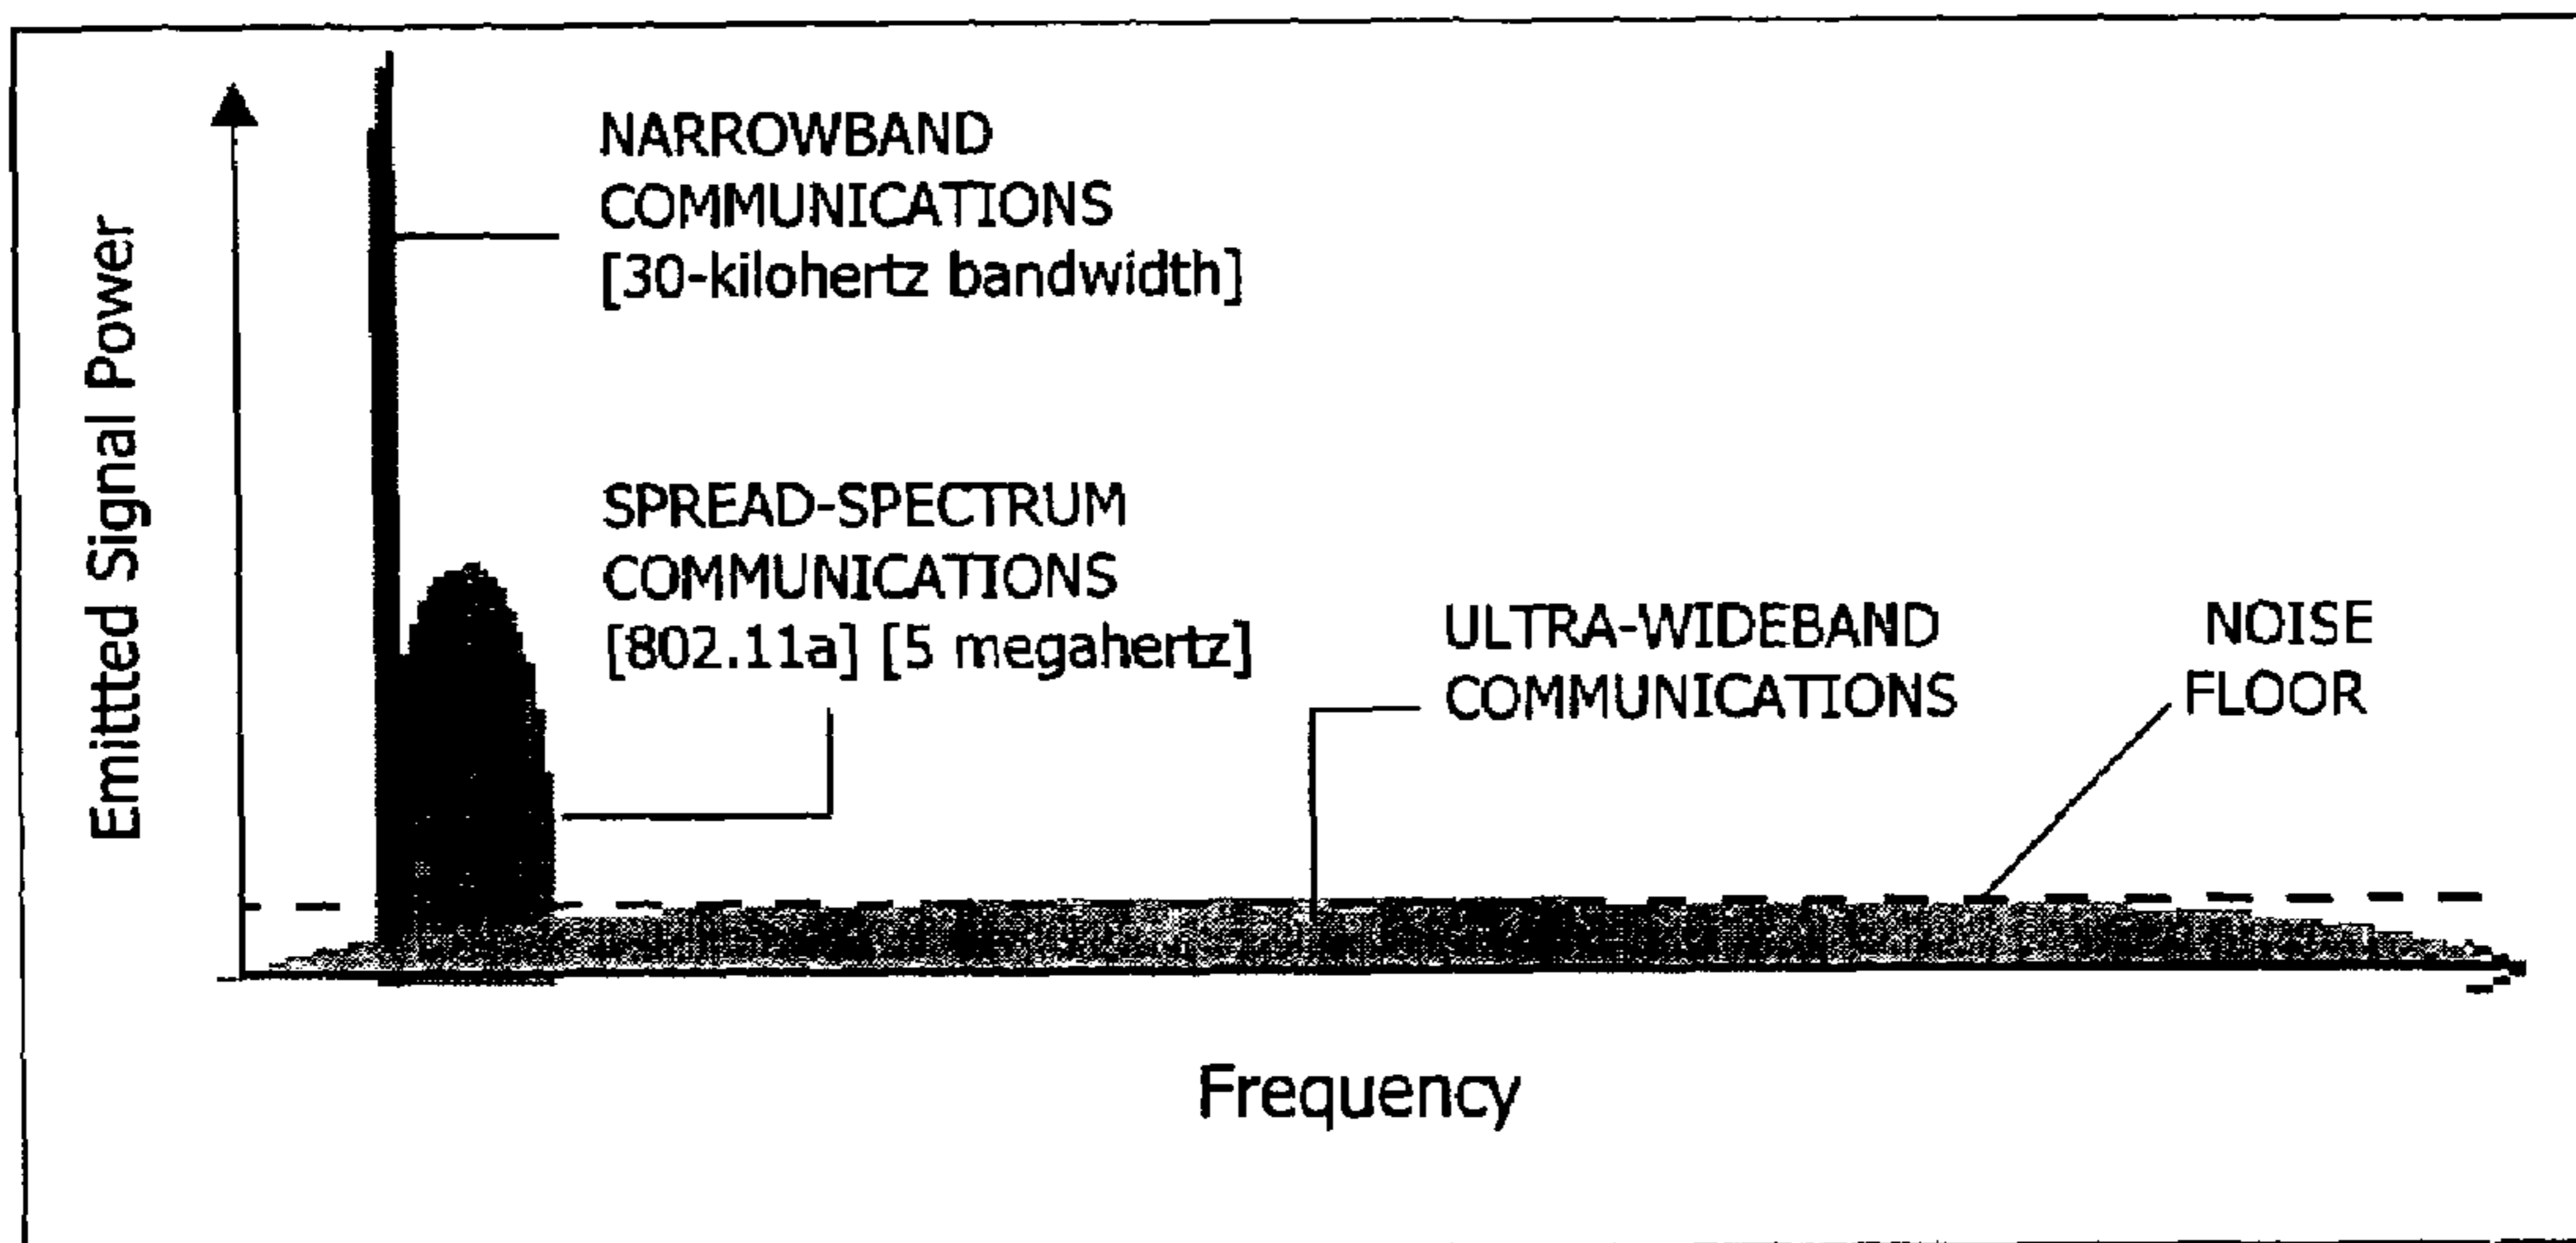 Emittted Signal Power
NARROWBAND
COMMUNICATIONS
[30-kilohertz bandwidth]
SPREAD-SPECTRUM
COMMUNICATIONS
[802.11a] [5 megahertz]
ULTRA-WIDEBAND
COMMUNICATIONS
NOISE
FLOOR
Frequency